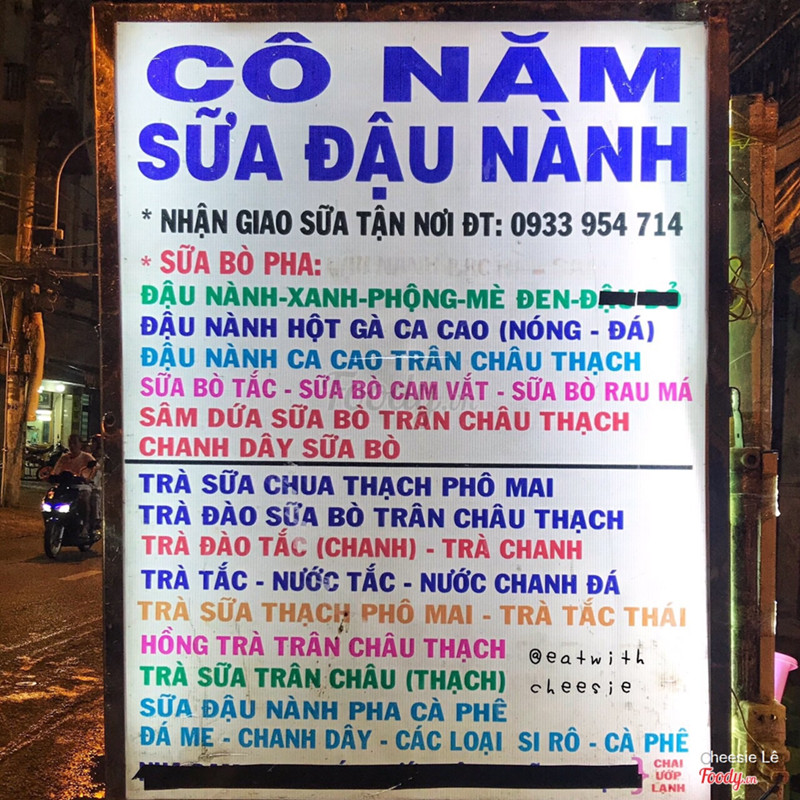 CÔ NĂM
SỮA ĐẬU NÀNH
* NHẬN GIAO SỮA TẬN NƠI ĐT: 0933 954 714
* SỮA BÒ PHA:
ĐẬU NÀNH-XANH-PHỘNG-MÈ ĐEN-ĐẬU ĐỎ
ĐẬU NÀNH HỘT GÀ CA CAO (NÓNG - ĐÁ)
ĐẬU NÀNH CA CAO TRÂN CHÂU THẠCH
SỮA BÒ TẮC - SỮA BÒ CAM VẮT - SỮA BÒ RAU MÁ
SÂM DỨA SỮA BÒ TRÂN CHÂU THẠCH
CHANH DÂY SỮA BÒ
TRÀ SỮA CHUA THẠCH PHÔ MAI
TRÀ ĐÀO SỮA BÒ TRÂN CHÂU THẠCH
TRÀ ĐÀO TẮC (CHANH) - TRÀ CHANH
TRÀ TẮC - NƯỚC TẮC - NƯỚC CHANH ĐÁ
TRÀ SỮA THẠCH PHÔ MAI - TRÀ TẮC THÁI
HỒNG TRÀ TRÂN CHÂU THẠCH
TRÀ SỮA TRÂN CHÂU (THẠCH)
@eatwith
cheesie
SỮA ĐẬU NÀNH PHA CÀ PHÊ
ĐÁ ME - CHANH DÂY - CÁC LOẠI SI RÔ - CÀ PHÊ
CHAI
ƯỚP
LẠNH
Cheesie Lê
Foody.vn
Foody.vn